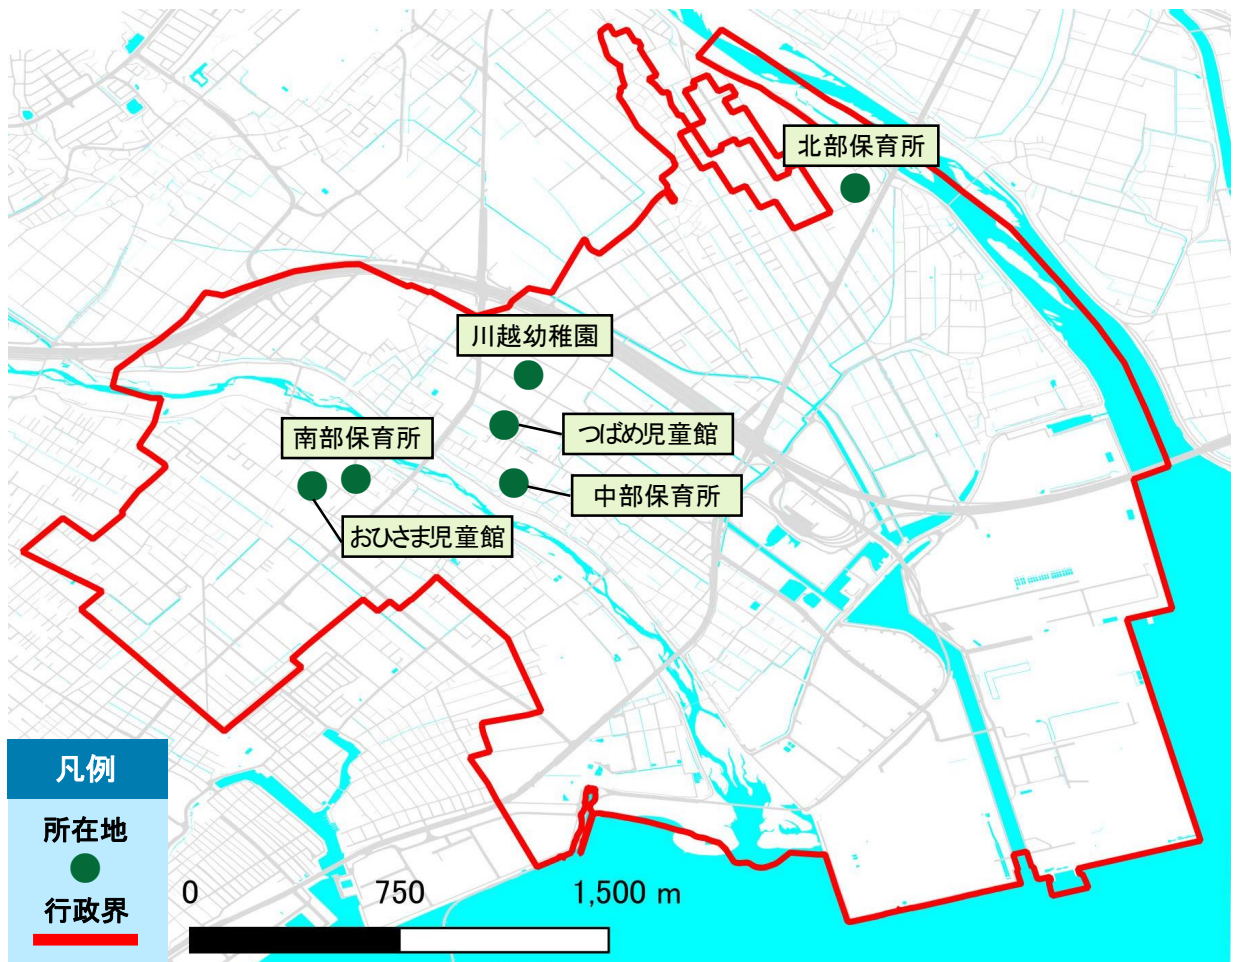 北部保育所
川越幼稚園
つばめ児童館
南部保育所
中部保育所
おひさま児童館
凡例
所在地
行政界
0 750 1,500 m